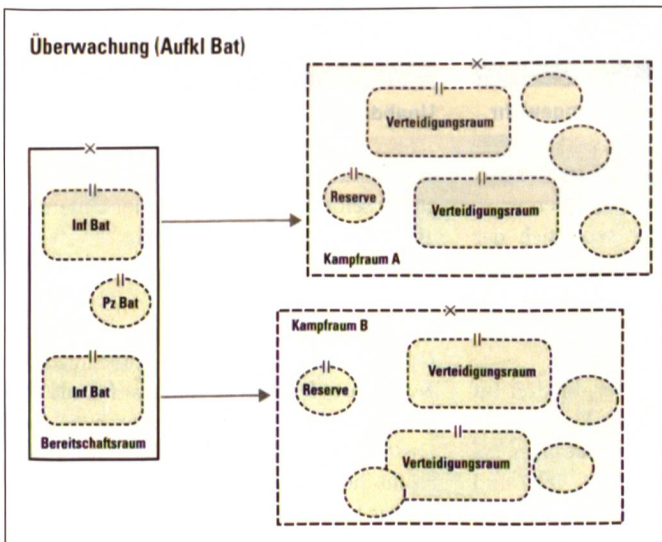 Überwachung (Aufkl Bat)
Inf Bat
Pz Bat
Inf Bat
Bereitschaftsraum
Verteidigungsraum
Reserve
Verteidigungsraum
Kampfraum A
Kampfraum B
Verteidigungsraum
Reserve
Verteidigungsraum